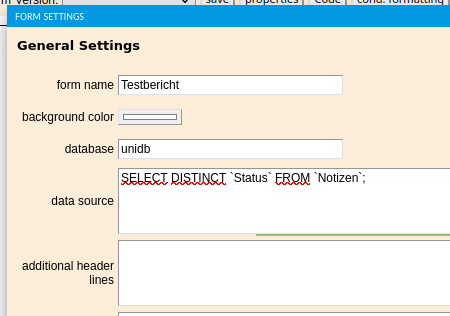 m Version:
save
properties
Code
cond. formatting
FORM SETTINGS
General Settings
form name Testbericht
background color
database unidb
data source SELECT DISTINCT `Status` FROM `Notizen`;
additional header
lines